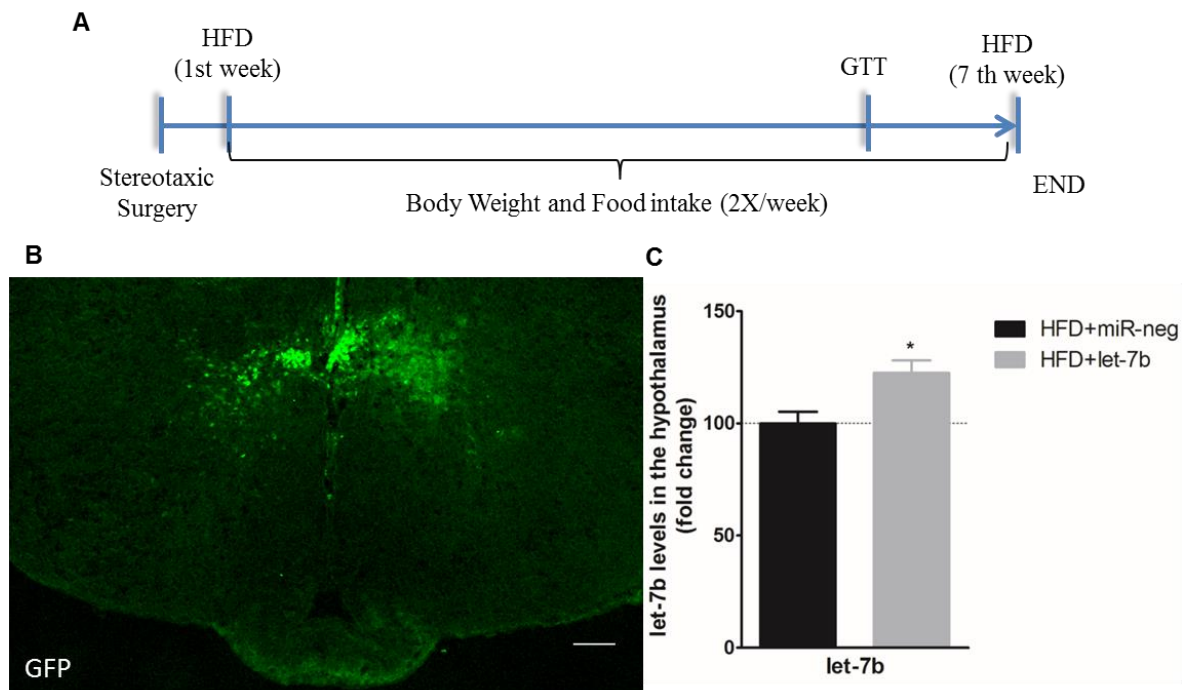 A
HFD
(1st week)
GTT
HFD
(7 th week)
Stereotaxic
Surgery
Body Weight and Food intake (2X/week)
END
B
GFP
C
let-7b levels in the hypothalamus
(fold change)
150
100
50
0
*
let-7b
HFD+miR-neg
HFD+let-7b